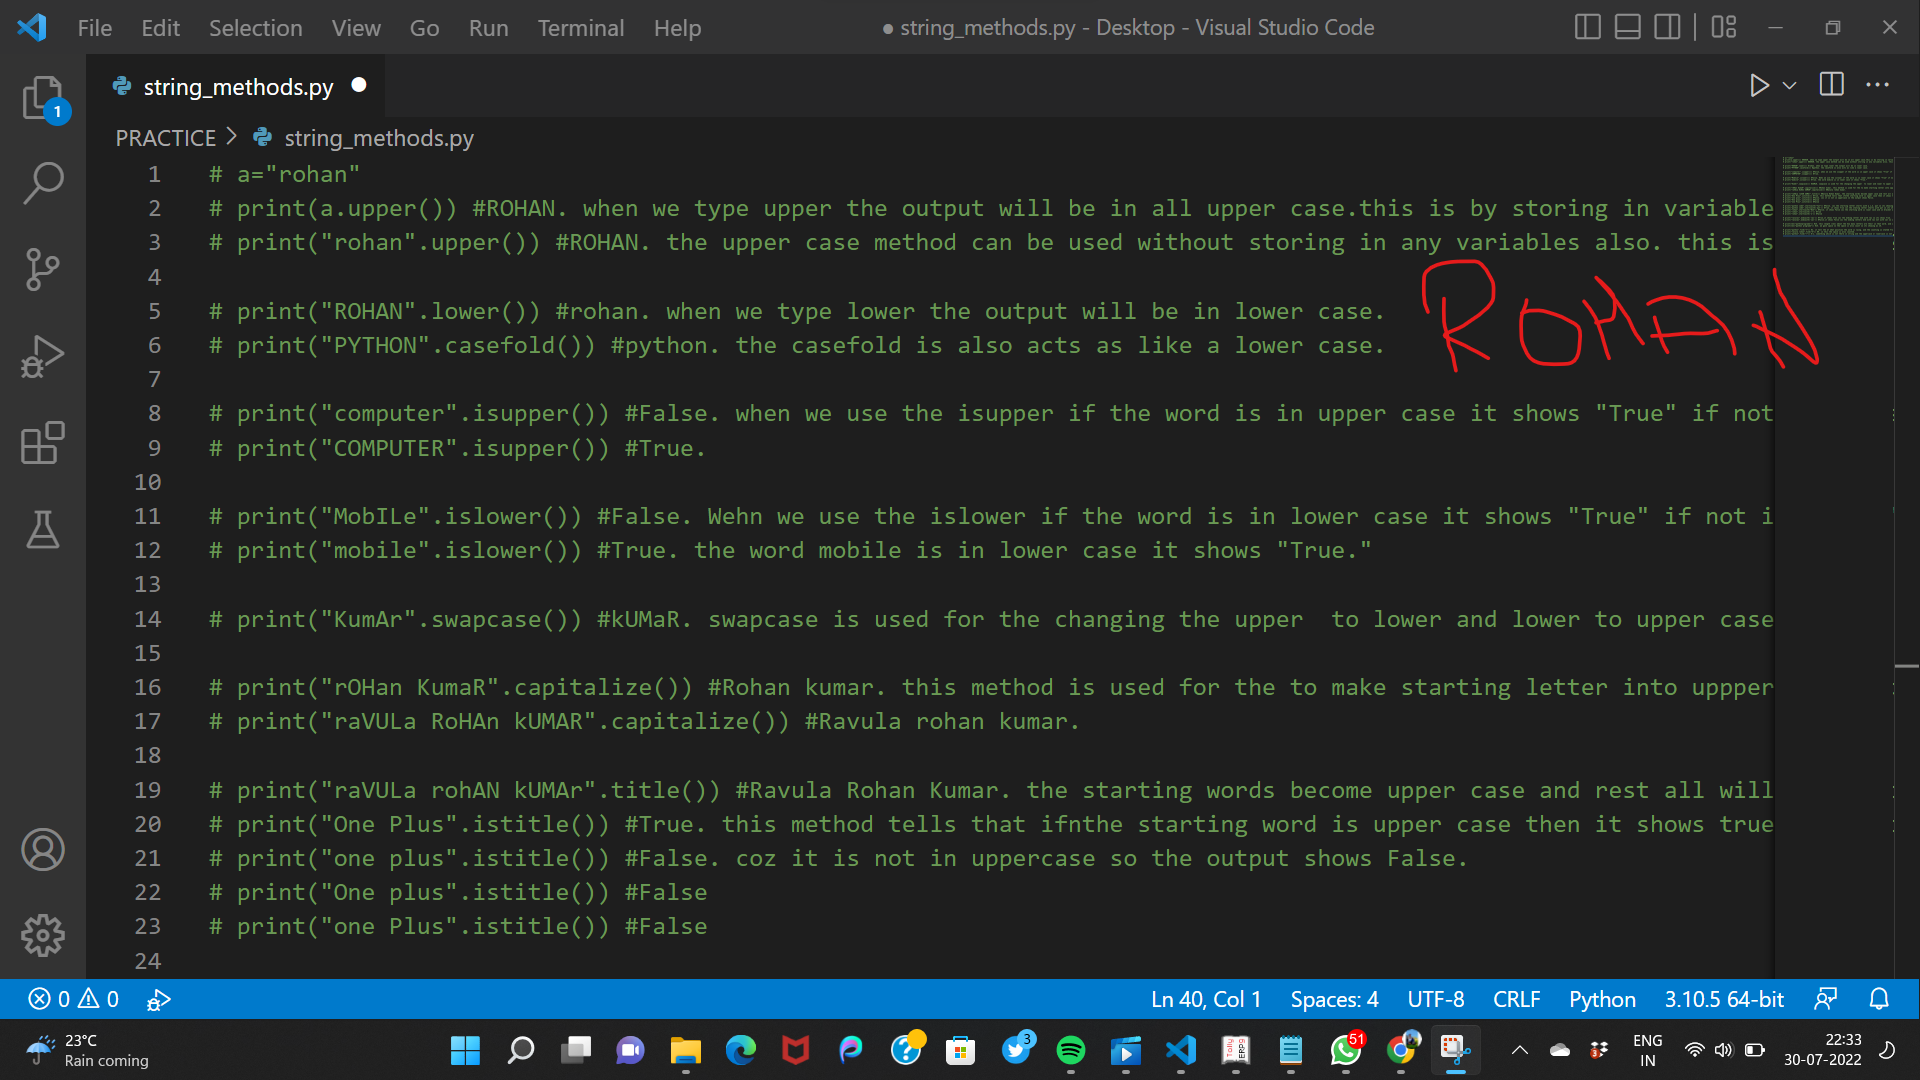 File Edit Selection View Go Run Terminal Help ● string_methods.py - Desktop - Visual Studio Code
1
string_methods.py
PRACTICE > string_methods.py
1 # a="rohan"
2 # print(a.upper()) #ROHAN. when we type upper the output will be in all upper case.this is by storing in variable
3 # print("rohan".upper()) #ROHAN. the upper case method can be used without storing in any variables also. this is
4
ROHAN
5 # print("ROHAN".lower()) #rohan. when we type lower the output will be in lower case.
6 # print("PYTHON".casefold()) #python. the casefold is also acts as like a lower case.
7
8 # print("computer".isupper()) #False. when we use the isupper if the word is in upper case it shows "True" if not
9 # print("COMPUTER".isupper()) #True.
10
11 # print("MobILe".islower()) #False. Wehn we use the islower if the word is in lower case it shows "True" if not i
12 # print("mobile".islower()) #True. the word mobile is in lower case it shows "True."
13
14 # print("KumAr".swapcase()) #kUMaR. swapcase is used for the changing the upper  to lower and lower to upper case
15
16 # print("rOHan KumaR".capitalize()) #Rohan kumar. this method is used for the to make starting letter into uppper
17 # print("raVULa RoHAn kUMAR".capitalize()) #Ravula rohan kumar.
18
19 # print("raVULa rohAN kUMAr".title()) #Ravula Rohan Kumar. the starting words become upper case and rest all will
20 # print("One Plus".istitle()) #True. this method tells that ifnthe starting word is upper case then it shows true
21 # print("one plus".istitle()) #False. coz it is not in uppercase so the output shows False.
22 # print("One plus".istitle()) #False
23 # print("one Plus".istitle()) #False
24
0 0 Ln 40, Col 1 Spaces: 4 UTF-8 CRLF Python 3.10.5 64-bit
23°C
Rain coming
3
51
3
ENG
IN
22:33
30-07-2022